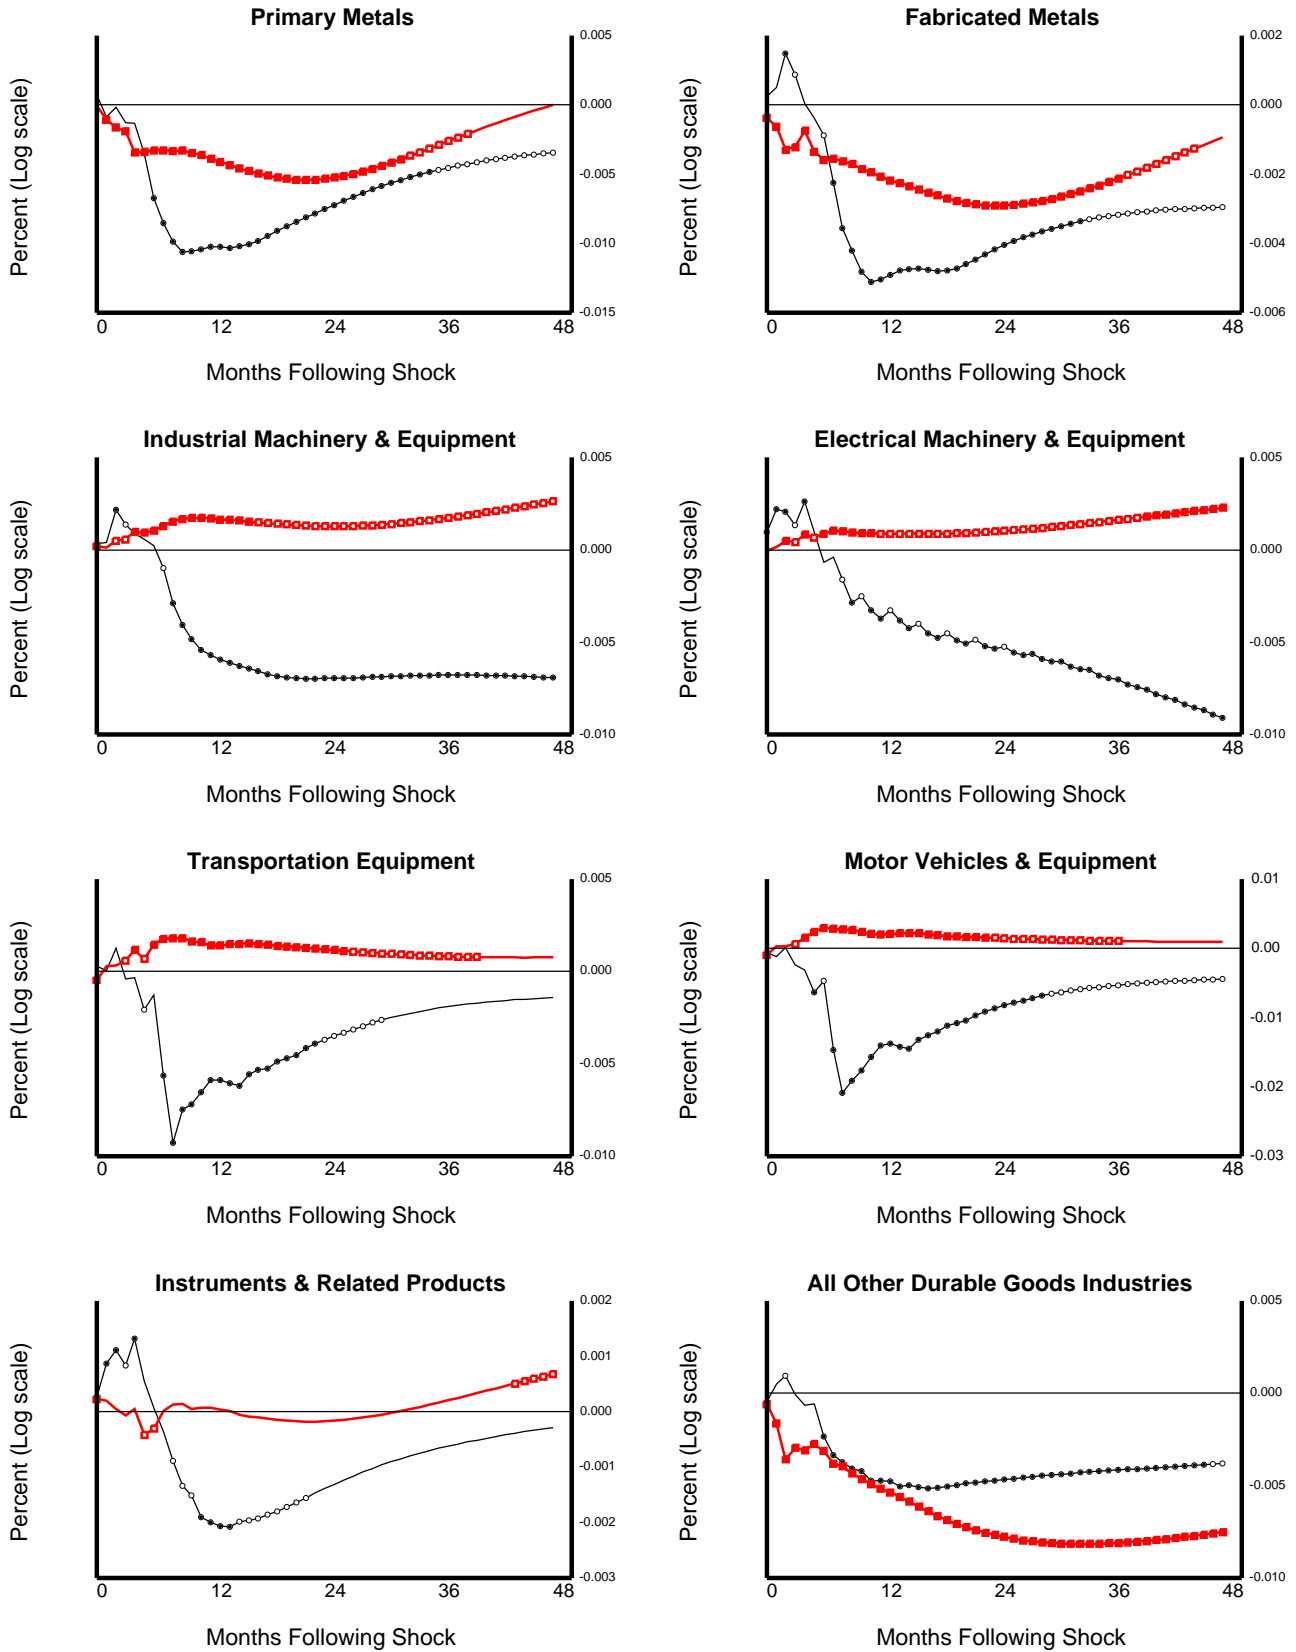 Primary Metals
Percent (Log scale)
0.005
0.000
-0.005
-0.010
-0.015
0 12 24 36 48
Months Following Shock
Fabricated Metals
Percent (Log scale)
0.002
0.000
-0.002
-0.004
-0.006
0 12 24 36 48
Months Following Shock
Industrial Machinery & Equipment
Percent (Log scale)
0.005
0.000
-0.005
-0.010
0 12 24 36 48
Months Following Shock
Electrical Machinery & Equipment
Percent (Log scale)
0.005
0.000
-0.005
-0.010
0 12 24 36 48
Months Following Shock
Transportation Equipment
Percent (Log scale)
0.005
0.000
-0.005
-0.010
0 12 24 36 48
Months Following Shock
Motor Vehicles & Equipment
Percent (Log scale)
0.01
0.00
-0.01
-0.02
-0.03
0 12 24 36 48
Months Following Shock
Instruments & Related Products
Percent (Log scale)
0.002
0.001
0.000
-0.001
-0.002
-0.003
0 12 24 36 48
Months Following Shock
All Other Durable Goods Industries
Percent (Log scale)
0.005
0.000
-0.005
-0.010
0 12 24 36 48
Months Following Shock